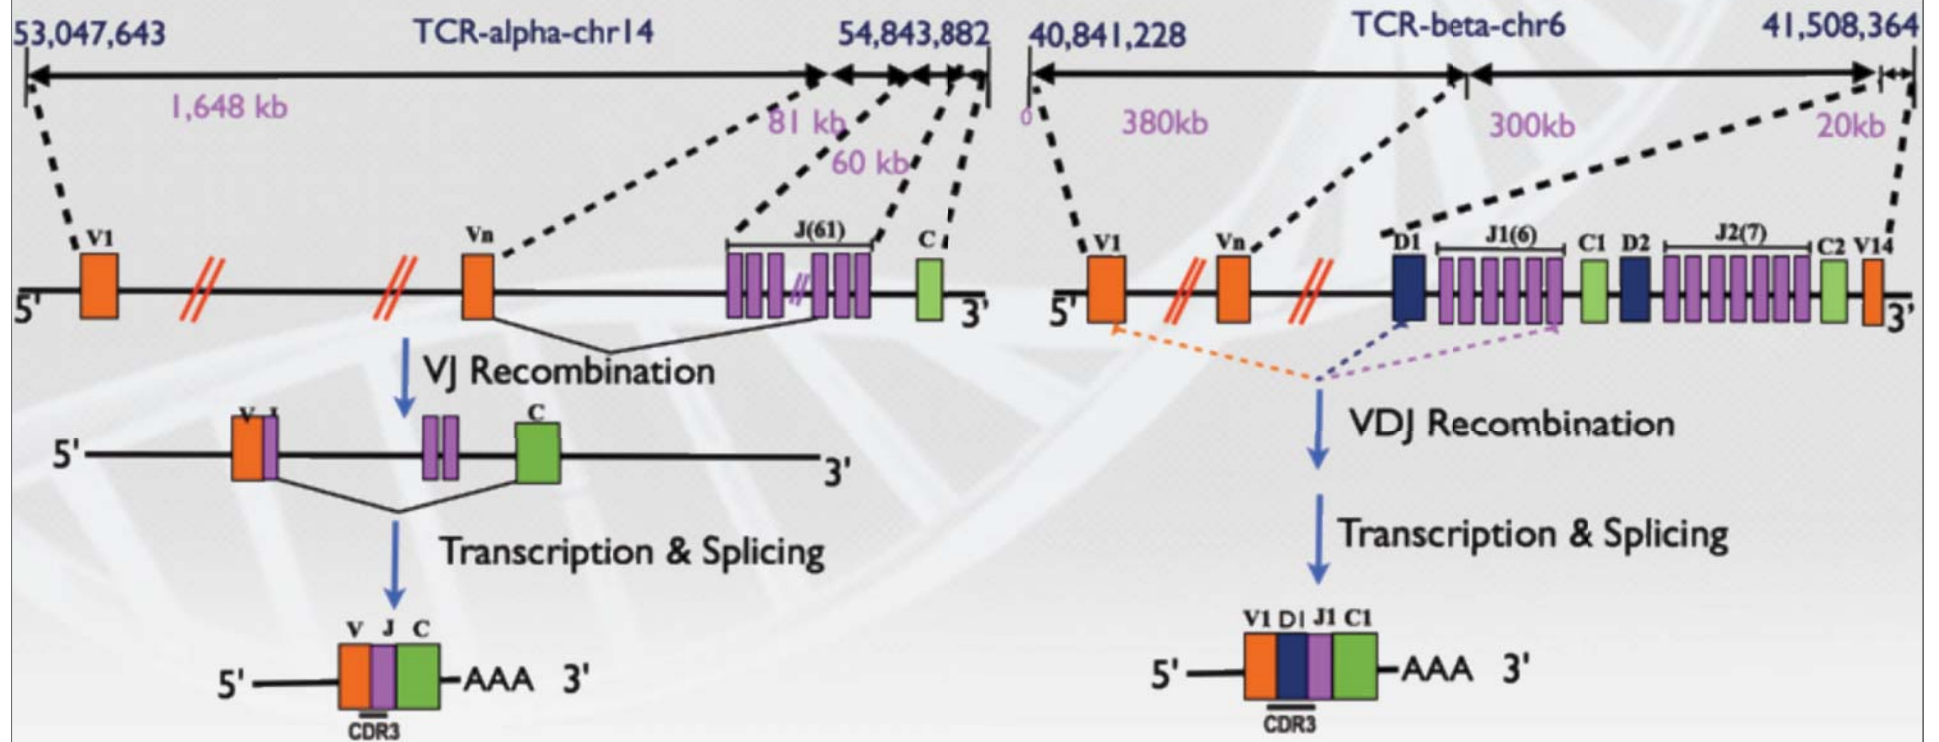 53,047,643 TCR-alpha-chr14 54,843,882
1,648 kb
81 kb
60 kb
V1 Vn J(61) C
5' 3'
VJ Recombination
V J C
5' 3'
Transcription & Splicing
V J C
5' AAA 3'
CDR3
40,841,228 TCR-beta-chr6 41,508,364
0 380kb 300kb 20kb
V1 Vn D1 J1(6) C1 D2 J2(7) C2 V14
5' 3'
VDJ Recombination
Transcription & Splicing
V1 D1 J1 C1
5' AAA 3'
CDR3